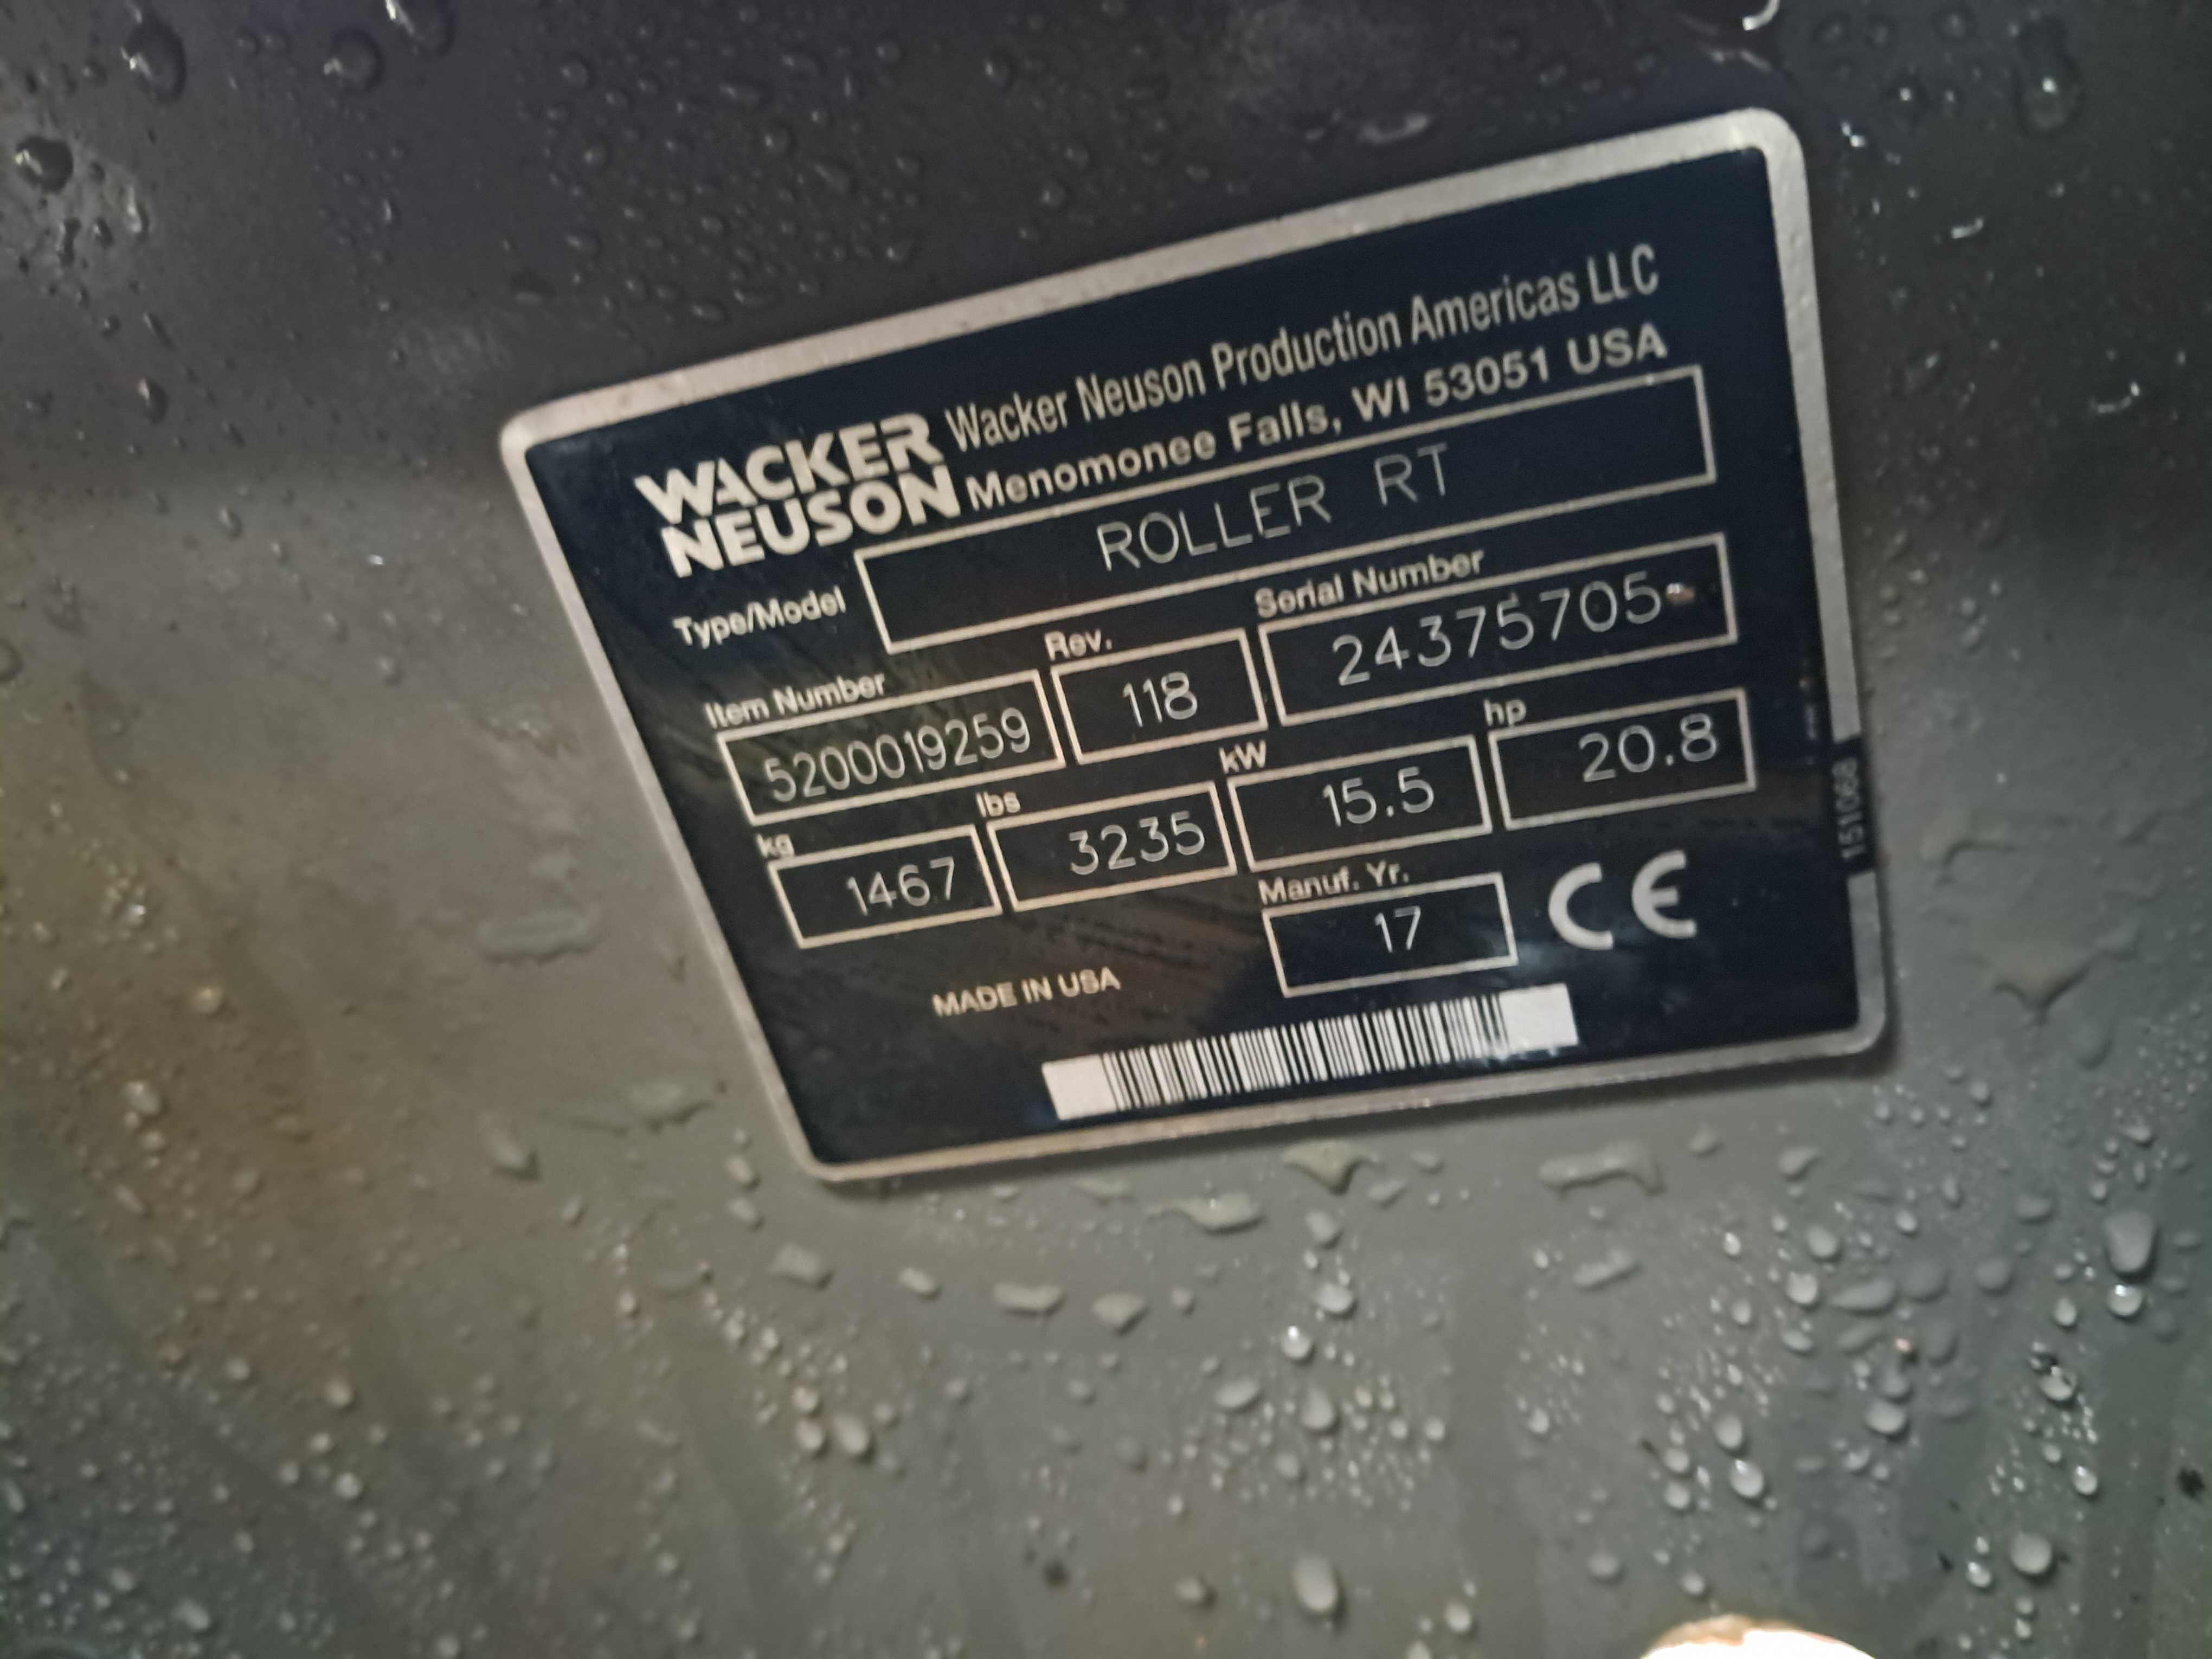 WACKER
NEUSON
Wacker Neuson Production Americas LLC
Menomonee Falls, WI 53051 USA
Type/Model
ROLLER RT
Item Number
Rev.
Serial Number
5200019259
118
24375705
kg
lbs
kW
hp
1467
3235
15.5
20.8
Manuf. Yr.
17
CE
MADE IN USA
151068